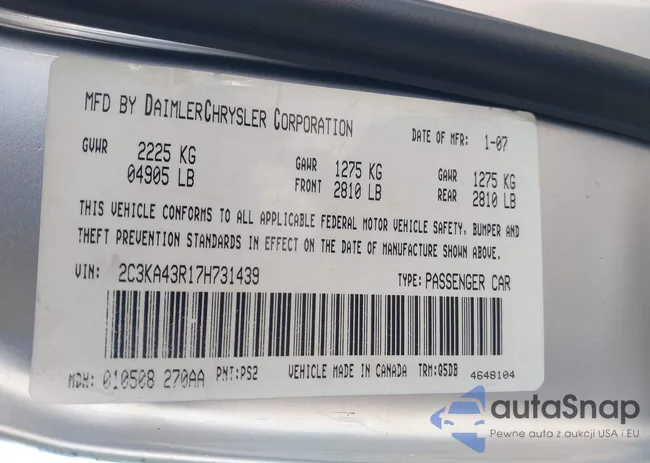 MFD BY DAIMLERCHRYSLER CORPORATION
DATE OF MFR: 1-07
GVWR 2225 KG 04905 LB
GAWR FRONT 1275 KG 2810 LB
GAWR REAR 1275 KG 2810 LB
THIS VEHICLE CONFORMS TO ALL APPLICABLE FEDERAL MOTOR VEHICLE SAFETY, BUMPER AND
THEFT PREVENTION STANDARDS IN EFFECT ON THE DATE OF MANUFACTURE SHOWN ABOVE.
VIN: 2C3KA43R17H731439 TYPE: PASSENGER CAR
MDH: 010508 270AA PNT:PS2 VEHICLE MADE IN CANADA TRM:Q5DB 4648104
autaSnap
Pewne auta z aukcji USA i EU